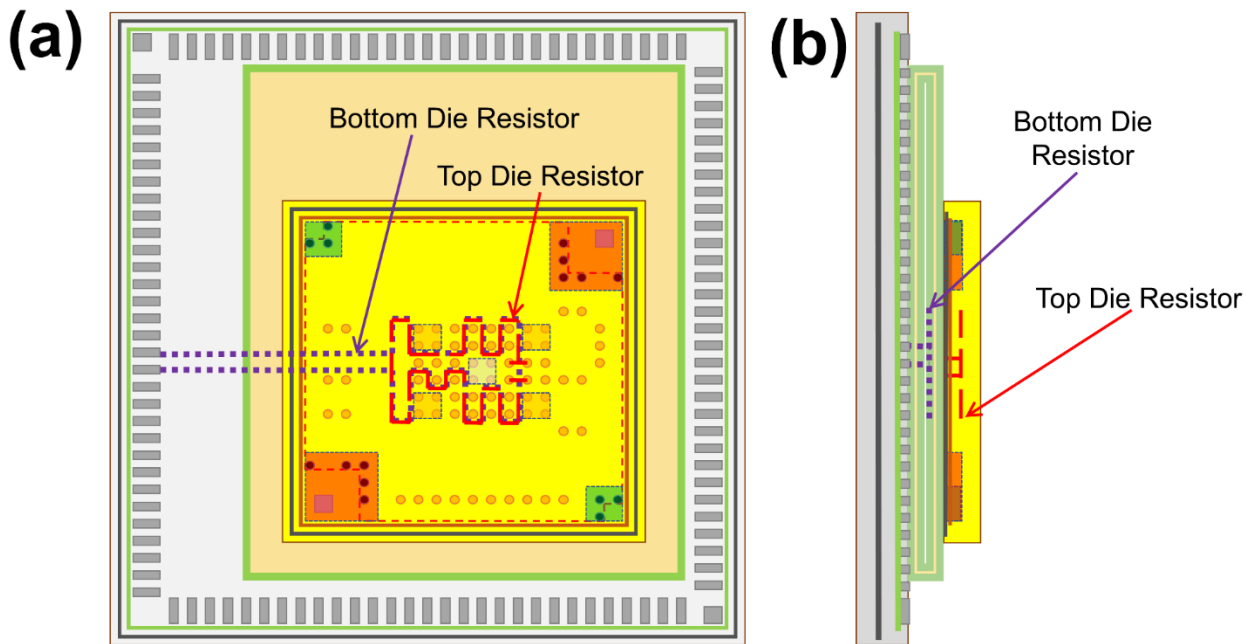 (a)
Bottom Die Resistor
Top Die Resistor
(b)
Bottom Die
Resistor
Top Die Resistor